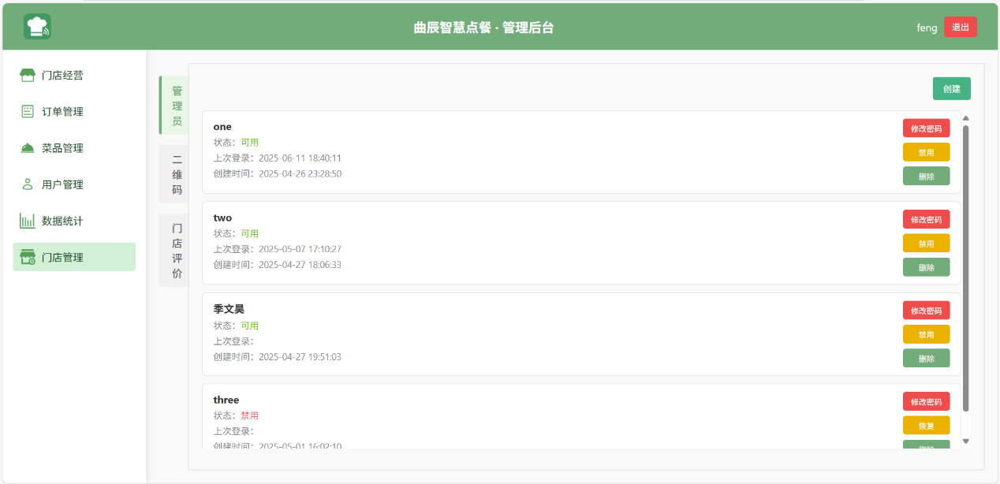 曲辰智慧点餐 · 管理后台
feng
退出
门店经营
订单管理
菜品管理
用户管理
数据统计
门店管理
管理员
二维码
门店评价
创建
one
状态：可用
上次登录：2025-06-11 18:40:11
创建时间：2025-04-26 23:28:50
修改密码
禁用
删除
two
状态：可用
上次登录：2025-05-07 17:10:27
创建时间：2025-04-27 18:06:33
修改密码
禁用
删除
季文昊
状态：可用
上次登录：
创建时间：2025-04-27 19:51:03
修改密码
禁用
删除
three
状态：禁用
上次登录：
创建时间：2025-05-01 16:02:10
修改密码
恢复
删除